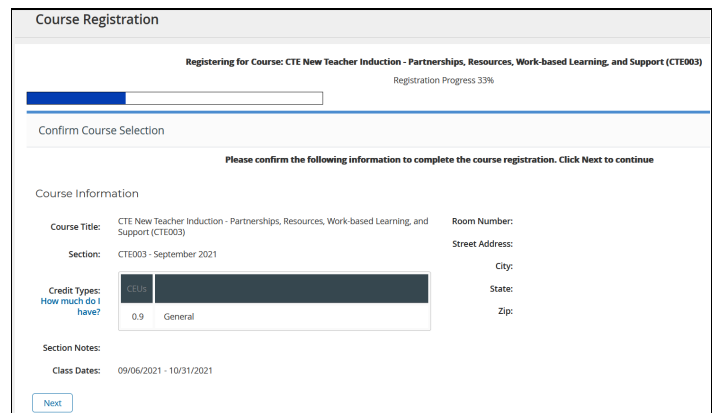 Course Registration
Registering for Course: CTE New Teacher Induction - Partnerships, Resources, Work-based Learning, and Support (CTE003)
Registration Progress 33%
Confirm Course Selection
Please confirm the following information to complete the course registration. Click Next to continue
Course Information
Course Title: CTE New Teacher Induction - Partnerships, Resources, Work-based Learning, and
Support (CTE003)
Section: CTE003 - September 2021
Credit Types:
How much do I
have?
CEUs
0.9 General
Section Notes:
Class Dates: 09/06/2021 - 10/31/2021
Room Number:
Street Address:
City:
State:
Zip:
Next